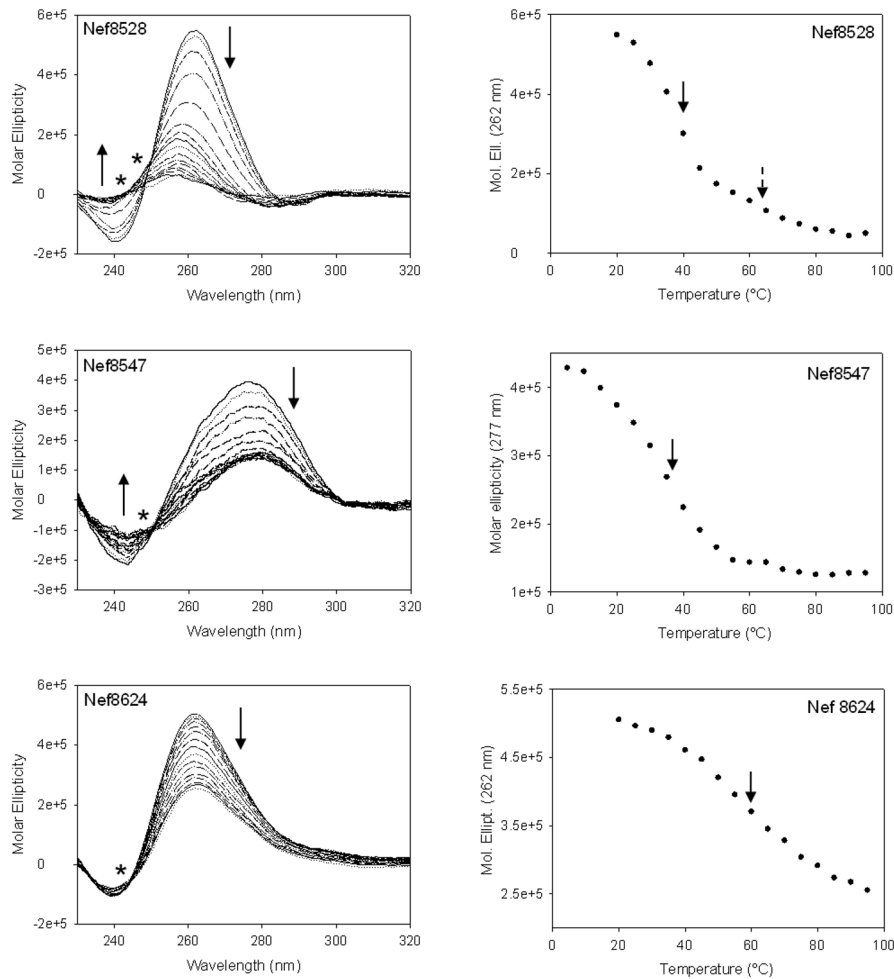 Nef8528
6e+5
4e+5
2e+5
0
-2e+5
Molar Ellipticity
* *
240 260 280 300 320
Wavelength (nm)
Nef8528
6e+5
4e+5
2e+5
0
Mol. Ell. (262 nm)
0 20 40 60 80 100
Temperature (°C)
Nef8547
5e+5
4e+5
3e+5
2e+5
1e+5
0
-1e+5
-2e+5
-3e+5
Molar Ellipticity
*
240 260 280 300 320
Wavelength (nm)
Nef8547
4e+5
3e+5
2e+5
1e+5
Molar ellipticity (277 nm)
0 20 40 60 80 100
Temperature (°C)
Nef8624
6e+5
4e+5
2e+5
0
-2e+5
Molar Ellipticity
*
240 260 280 300 320
Wavelength (nm)
Nef 8624
5.5e+5
4.5e+5
3.5e+5
2.5e+5
Mol. Ellipt. (262 nm)
0 20 40 60 80 100
Temperature (°C)